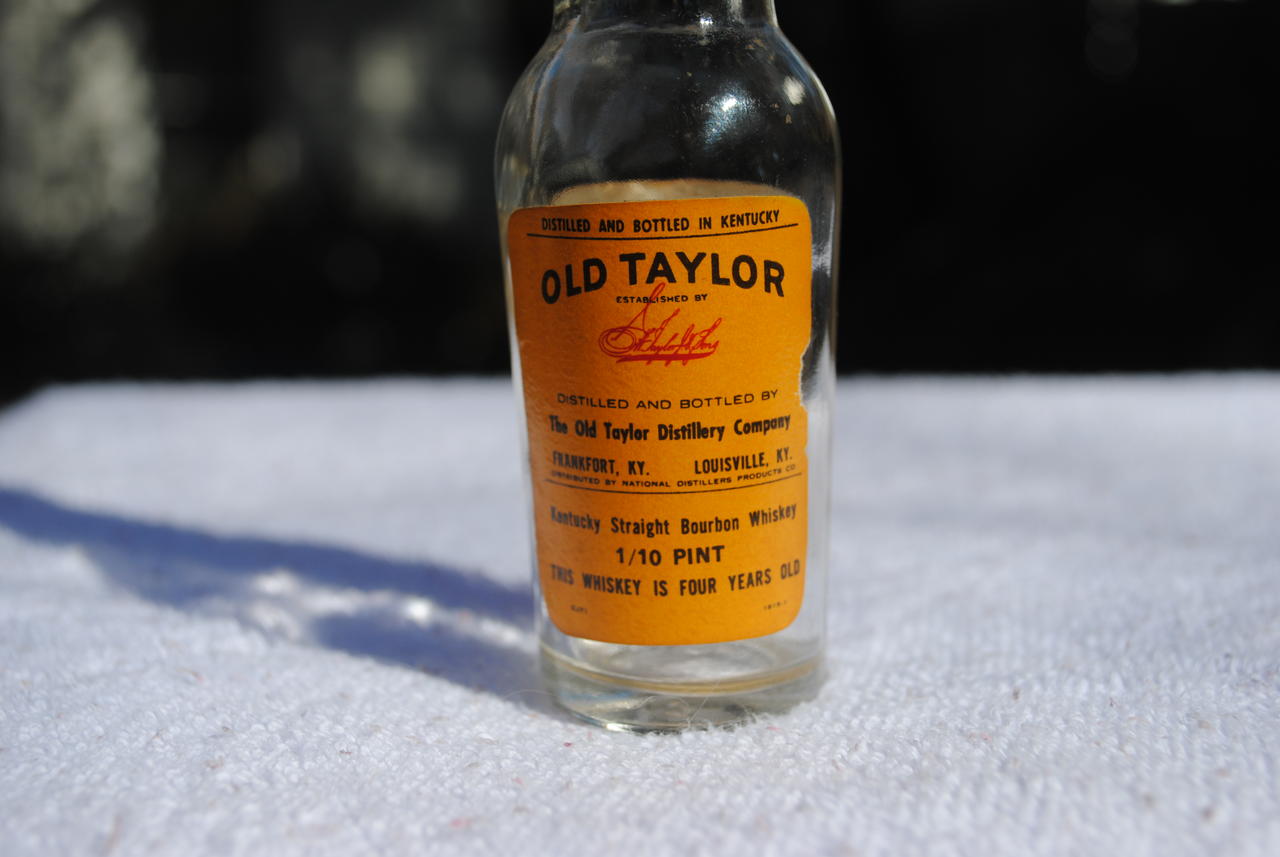 DISTILLED AND BOTTLED IN KENTUCKY
OLD TAYLOR
ESTABLISHED BY
DISTILLED AND BOTTLED BY
The Old Taylor Distillery Company
FRANKFORT, KY. LOUISVILLE, KY.
DISTRIBUTED BY NATIONAL DISTILLERS PRODUCTS CO
Kentucky Straight Bourbon Whiskey
1/10 PINT
THIS WHISKEY IS FOUR YEARS OLD